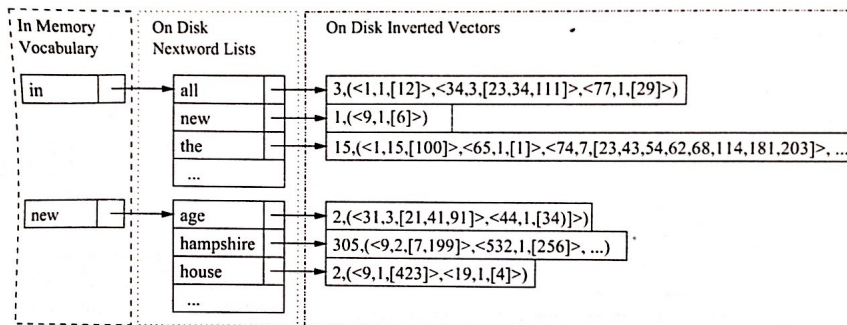 In Memory
Vocabulary
On Disk
Nextword Lists
On Disk Inverted Vectors
in
all
3,(<1,1,[12]>,<34,3,[23,34,111]>,<77,1,[29]>)
new
1,(<9,1,[6]>)
the
15,(<1,15,[100]>,<65,1,[1]>,<74,7,[23,43,54,62,68,114,181,203]>, ...
...
new
age
2,(<31,3,[21,41,91]>,<44,1,[34)]>)
hampshire
305,(<9,2,[7,199]>,<532,1,[256]>, ...)
house
2,(<9,1,[423]>,<19,1,[4]>)
...